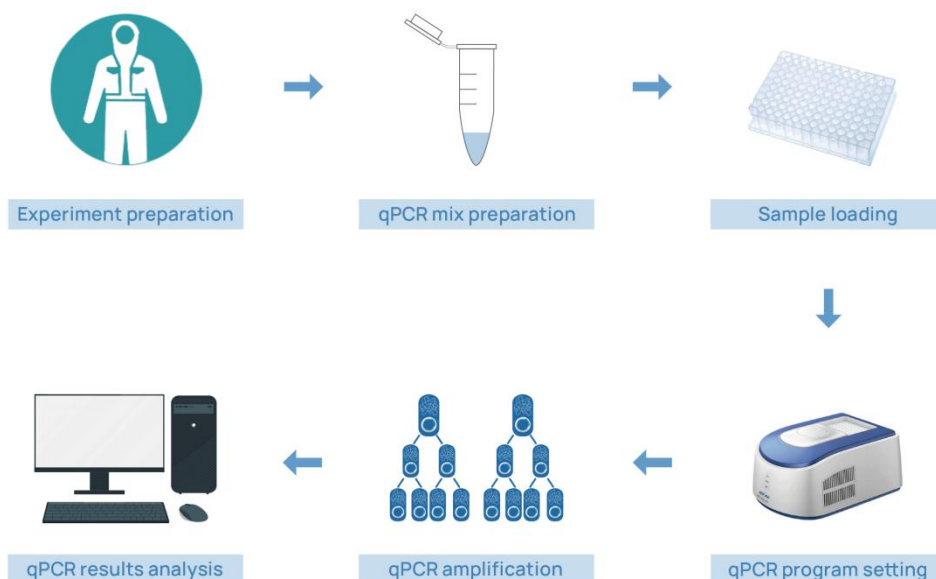 Experiment preparation
qPCR mix preparation
Sample loading
qPCR program setting
qPCR amplification
qPCR results analysis